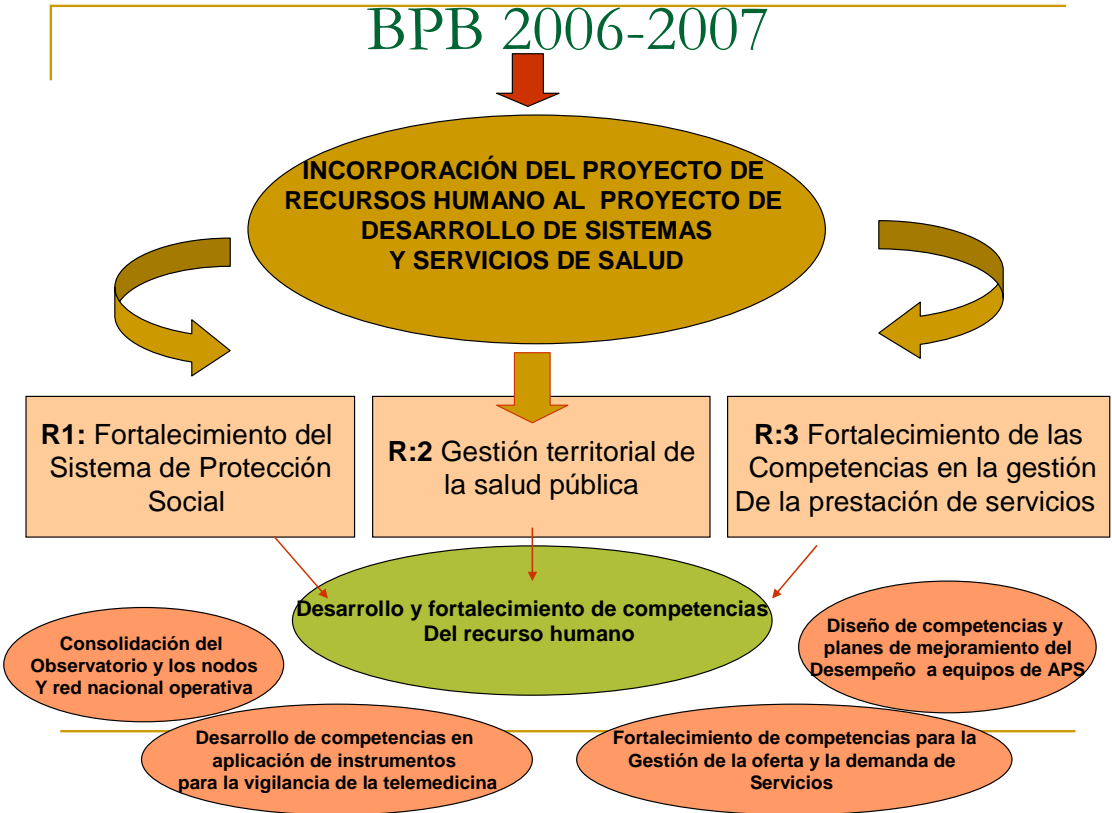 BPB 2006-2007
INCORPORACIÓN DEL PROYECTO DE
RECURSOS HUMANO AL PROYECTO DE
DESARROLLO DE SISTEMAS
Y SERVICIOS DE SALUD
R1: Fortalecimiento del
Sistema de Protección
Social
R:2 Gestión territorial de
la salud pública
R:3 Fortalecimiento de las
Competencias en la gestión
De la prestación de servicios
Desarrollo y fortalecimiento de competencias
Del recurso humano
Consolidación del
Observatorio y los nodos
Y red nacional operativa
Diseño de competencias y
planes de mejoramiento del
Desempeño a equipos de APS
Desarrollo de competencias en
aplicación de instrumentos
para la vigilancia de la telemedicina
Fortalecimiento de competencias para la
Gestión de la oferta y la demanda de
Servicios